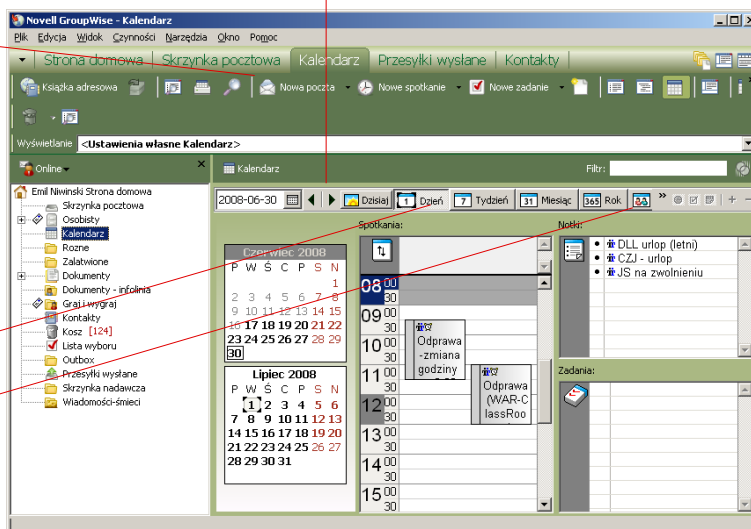 Novell GroupWise - Kalendarz
Plik Edycja Widok Czynności Narzędzia Okno Pomoc
Strona domowa Skrzynka pocztowa Kalendarz Przesyłki wysłane Kontakty
Książka adresowa Nowa poczta Nowe spotkanie Nowe zadanie
Wyświetlanie <Ustawienia własne Kalendarz>
Online Kalendarz Filtr:
Emil Niwinski Strona domowa
Skrzynka pocztowa
Osobisty
Kalendarz
Rozne
Zalatwione
Dokumenty
Dokumenty - infolinia
Graj i wygraj
Kontakty
Kosz [124]
Lista wyboru
Outbox
Przesyłki wysłane
Skrzynka nadawcza
Wiadomości-śmieci
2008-06-30 Dzisiaj 1 Dzień 7 Tydzień 31 Miesiąc 365 Rok »
Czerwiec 2008
P W Ś C P S N
1
2 3 4 5 6 7 8
9 10 11 12 13 14 15
16 17 18 19 20 21 22
23 24 25 26 27 28 29
30
Lipiec 2008
P W Ś C P S N
1 2 3 4 5 6
7 8 9 10 11 12 13
14 15 16 17 18 19 20
21 22 23 24 25 26 27
28 29 30 31
Spotkania:
08 00
30
09 00
30
10 00
30
11 00
30
12 00
30
13 00
30
14 00
30
15 00
30
Odprawa
-zmiana
godziny
Odprawa
(WAR-C
lassRoo
Notki:
DLL urlop (letni)
CZJ - urlop
JS na zwolnieniu
Zadania: